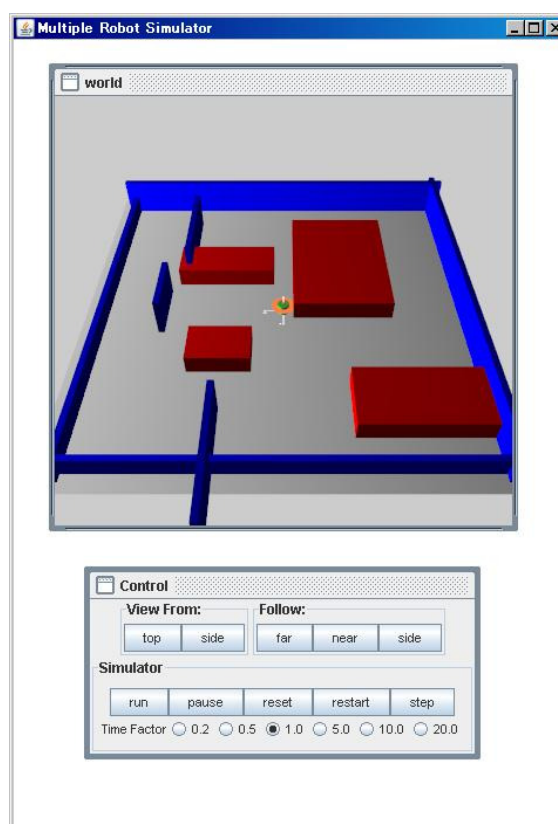 Multiple Robot Simulator
world
Control
View From: Follow:
top side far near side
Simulator
run pause reset restart step
Time Factor 0.2 0.5 1.0 5.0 10.0 20.0